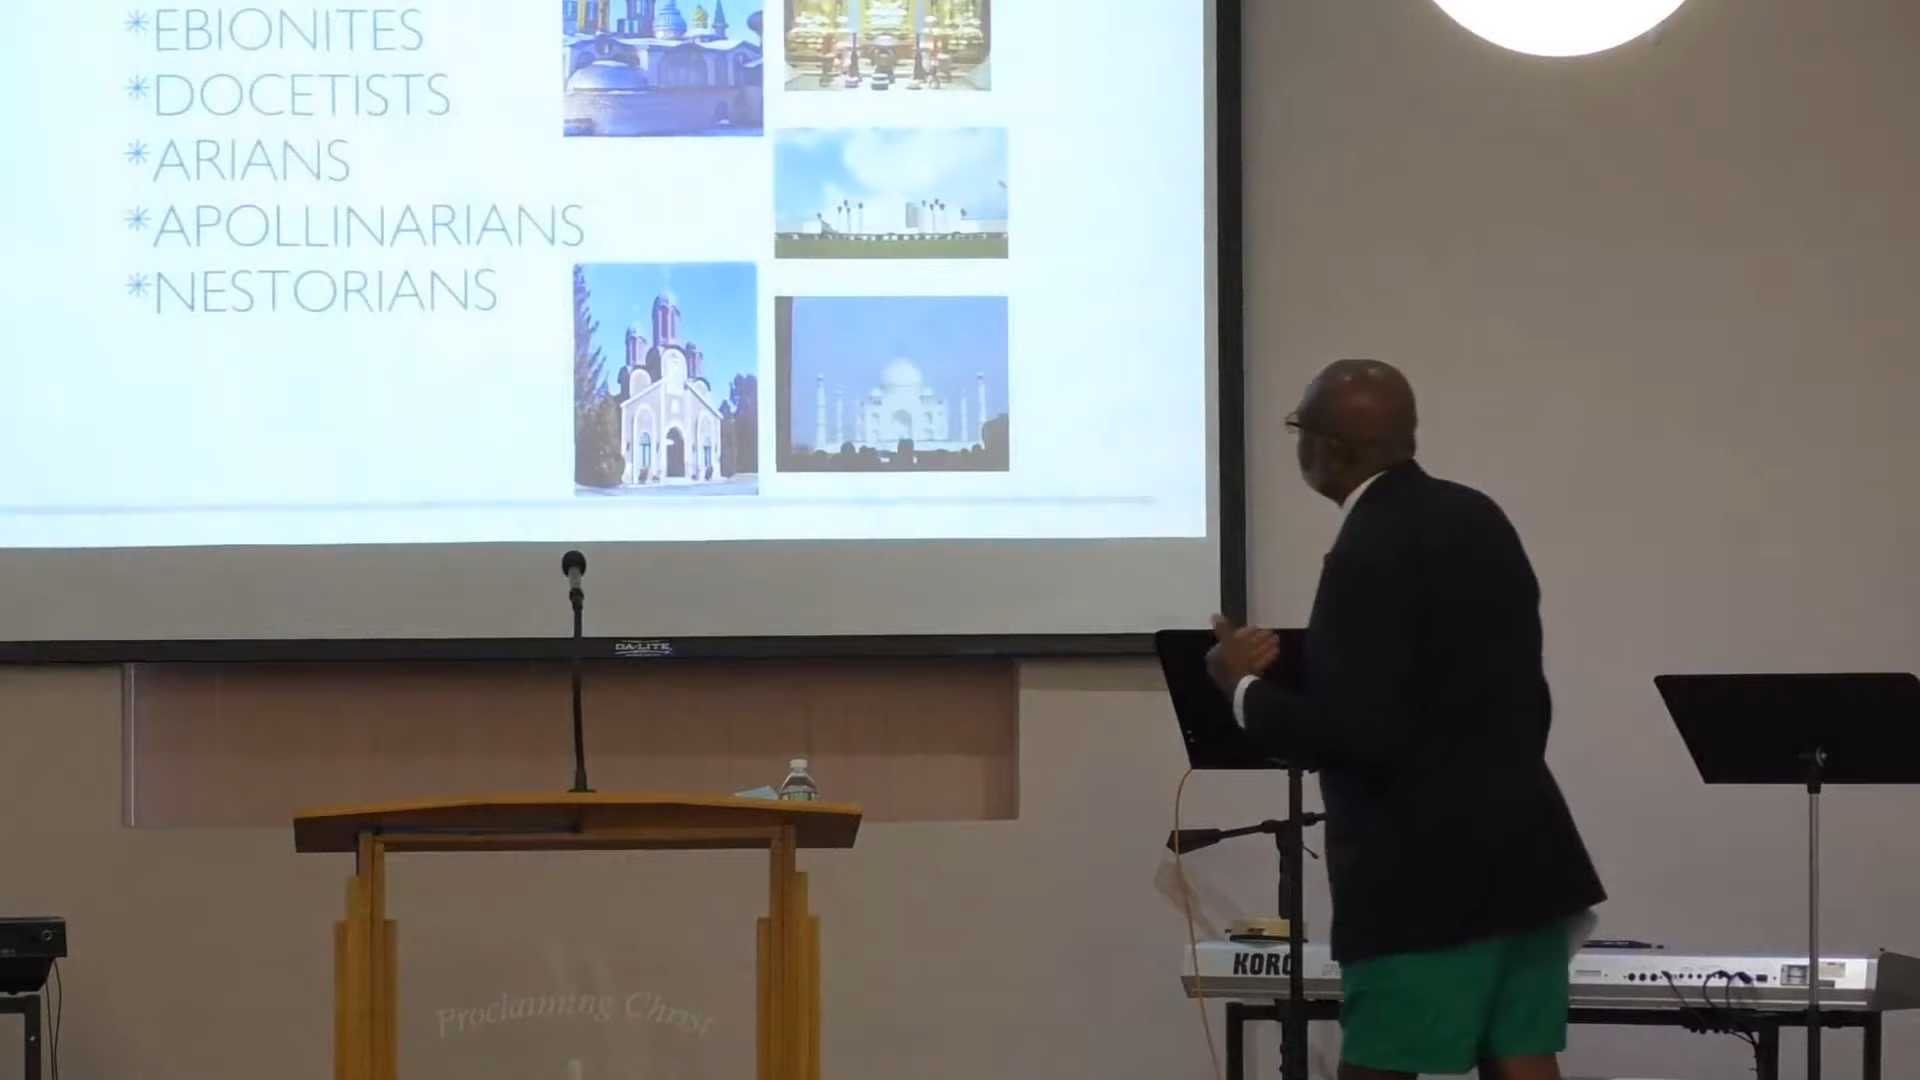 *EBIONITES
*DOCETISTS
*ARIANS
*APOLLINARIANS
*NESTORIANS
DA-LITE
KORG
Proclaiming Christ